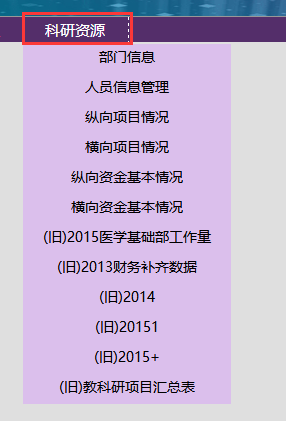 科研资源
部门信息
人员信息管理
纵向项目情况
横向项目情况
纵向资金基本情况
横向资金基本情况
(旧)2015医学基础部工作量
(旧)2013财务补齐数据
(旧)2014
(旧)20151
(旧)2015+
(旧)教科研项目汇总表